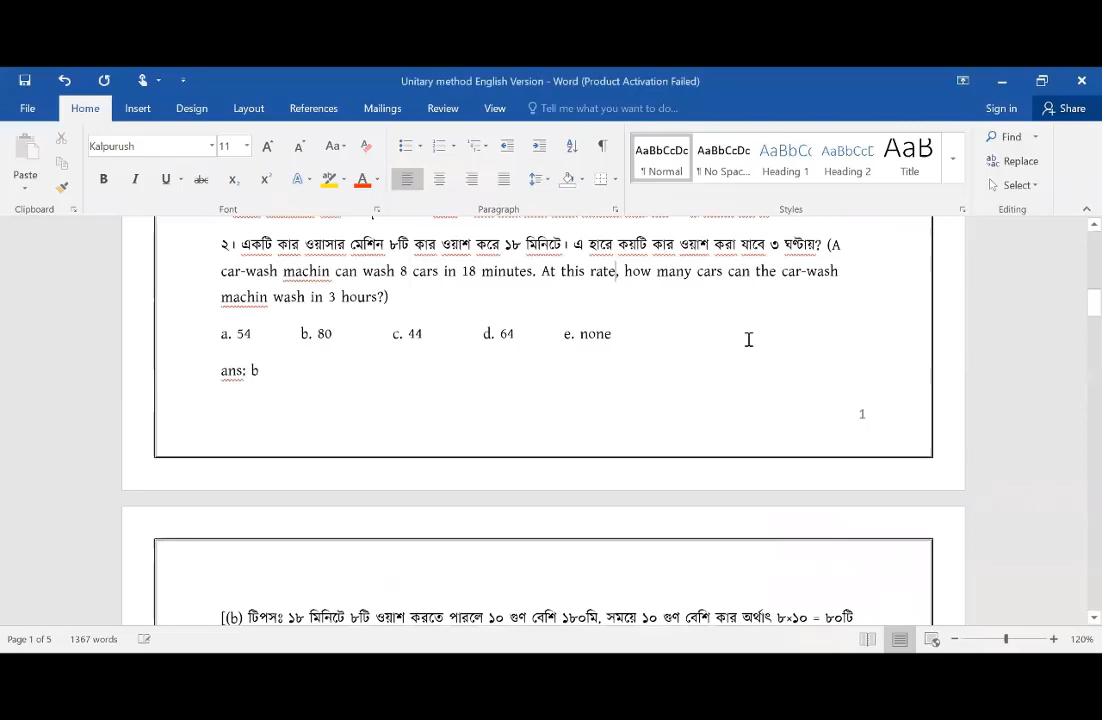 Unitary method English Version - Word (Product Activation Failed)
File Home Insert Design Layout References Mailings Review View Tell me what you want to do... Sign in Share
Paste
Clipboard
Kalpurush 11 Aa
B I U abc X₂ X² A A
Font
Paragraph
AaBbCcDc AaBbCcDc AaBbCc AaBbCcD AaB
¶ Normal ¶ No Spac... Heading 1 Heading 2 Title
Styles
Find
Replace
Select
Editing
২। একটি কার ওয়াসার মেশিন ৮টি কার ওয়াশ করে ১৮ মিনিটে। এ হারে কয়টি কার ওয়াশ করা যাবে ৩ ঘণ্টায়? (A
car-wash machin can wash 8 cars in 18 minutes. At this rate, how many cars can the car-wash
machin wash in 3 hours?)
a. 54 b. 80 c. 44 d. 64 e. none
ans: b
1
[(b) টিপসঃ ১৮ মিনিটে ৮টি ওয়াশ করতে পারলে ১০ গুণ বেশি ১৮০মি, সময়ে ১০ গুণ বেশি কার অর্থাৎ ৮×১০ = ৮০টি
Page 1 of 5 1367 words 120%